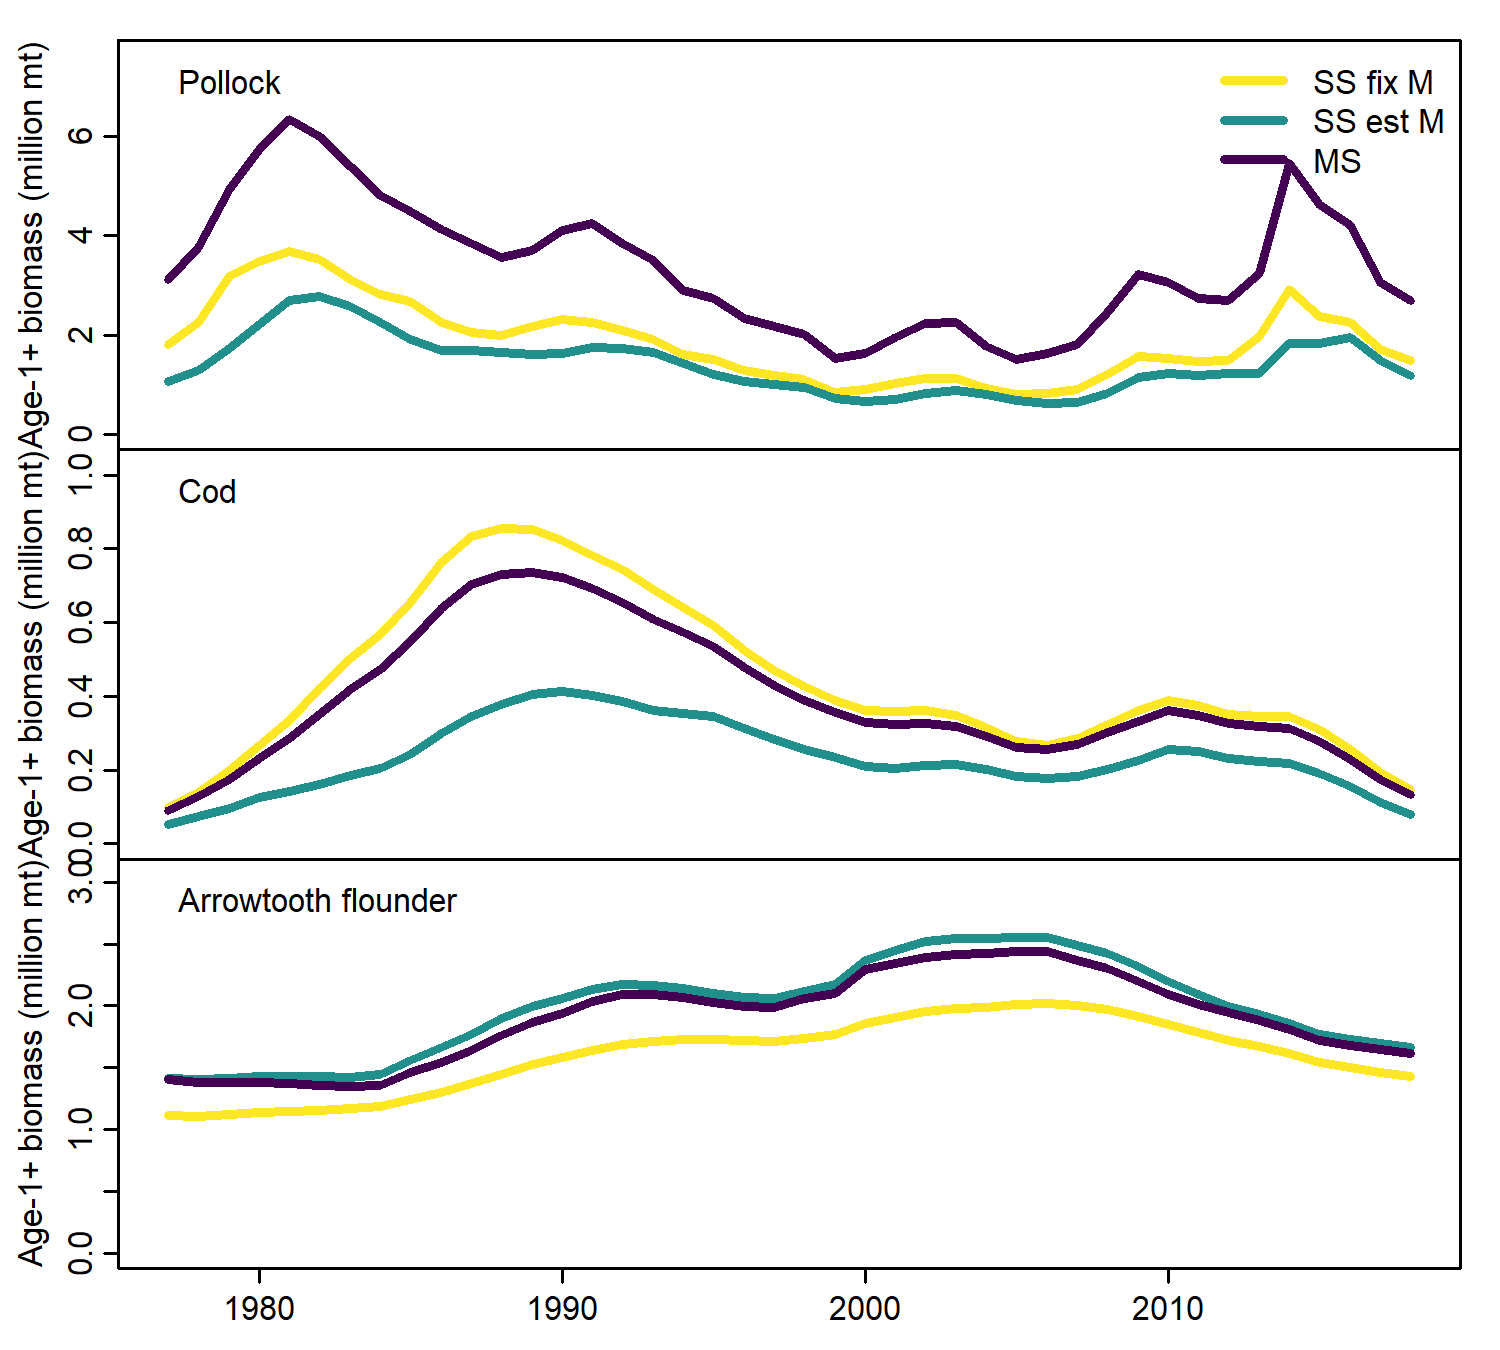 Pollock
SS fix M
SS est M
MS
Age-1+ biomass (million mt)
6
4
2
0
Cod
Age-1+ biomass (million mt)
1.0
0.8
0.6
0.4
0.2
0.0
Arrowtooth flounder
Age-1+ biomass (million mt)
3.0
2.0
1.0
0.0
1980
1990
2000
2010